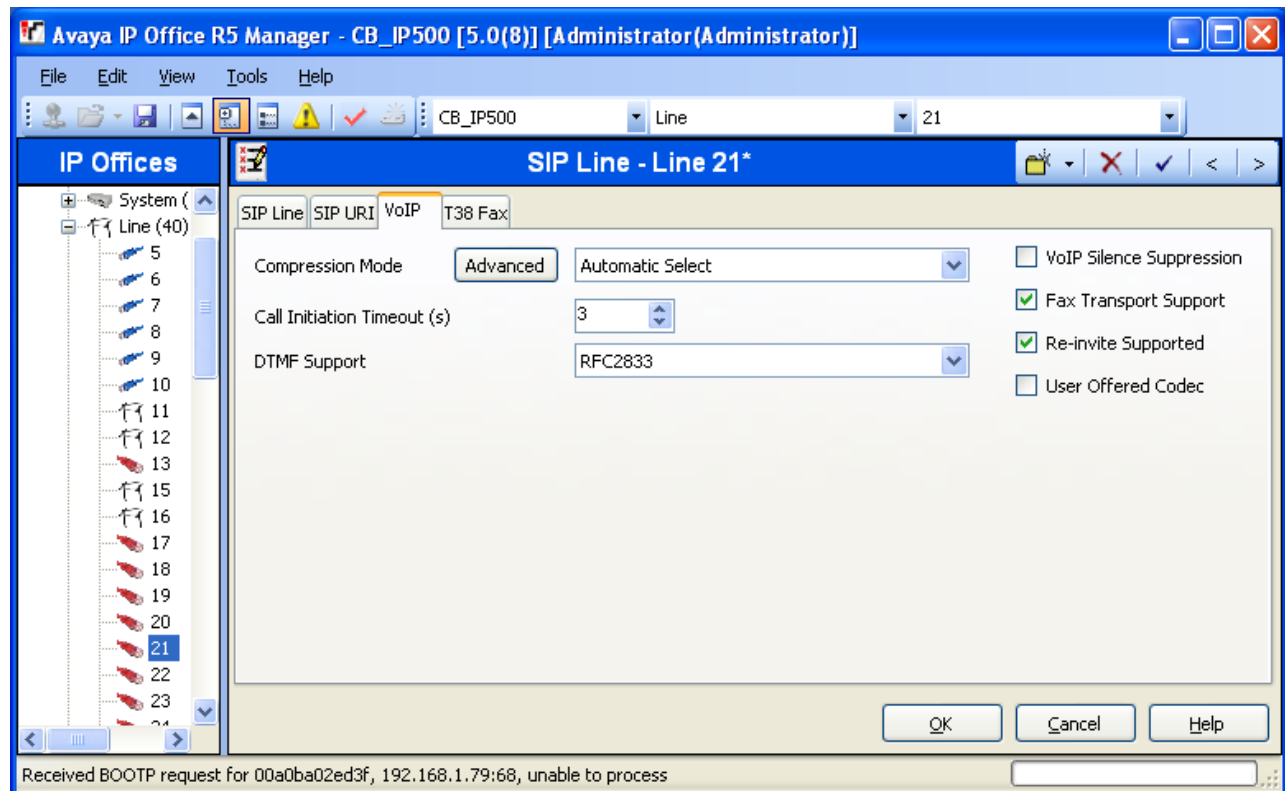 Avaya IP Office R5 Manager - CB_IP500 [5.0(8)] [Administrator(Administrator)]
File Edit View Tools Help
CB_IP500 Line 21
IP Offices
SIP Line - Line 21*
< >
System (
Line (40)
5
6
7
8
9
10
11
12
13
15
16
17
18
19
20
21
22
23
SIP Line SIP URI VoIP T38 Fax
Compression Mode Advanced Automatic Select
Call Initiation Timeout (s) 3
DTMF Support RFC2833
VoIP Silence Suppression
Fax Transport Support
Re-invite Supported
User Offered Codec
OK Cancel Help
Received BOOTP request for 00a0ba02ed3f, 192.168.1.79:68, unable to process